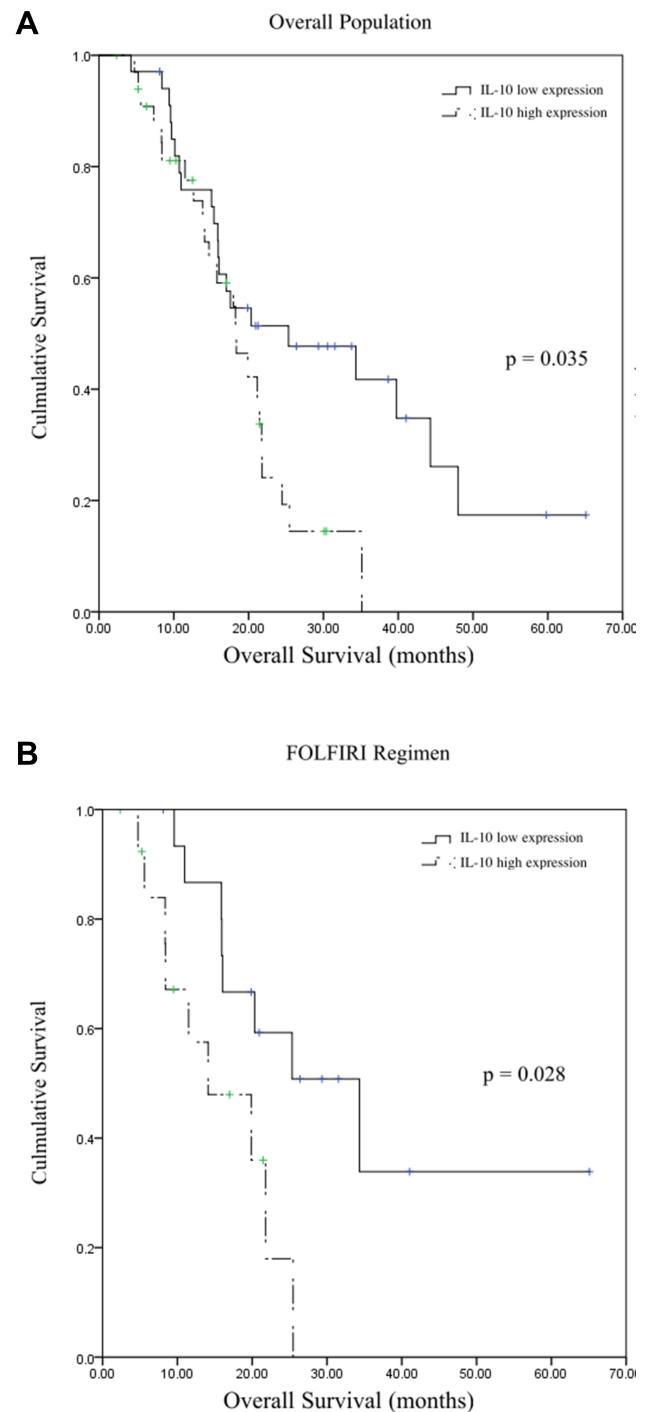 A
Overall Population
1.0
0.8
0.6
0.4
0.2
0.0
Culmulative Survival
IL-10 low expression
IL-10 high expression
p = 0.035
0.00 10.00 20.00 30.00 40.00 50.00 60.00 70.00
Overall Survival (months)
B
FOLFIRI Regimen
1.0
0.8
0.6
0.4
0.2
0.0
Culmulative Survival
IL-10 low expression
IL-10 high expression
p = 0.028
0.00 10.00 20.00 30.00 40.00 50.00 60.00 70.00
Overall Survival (months)